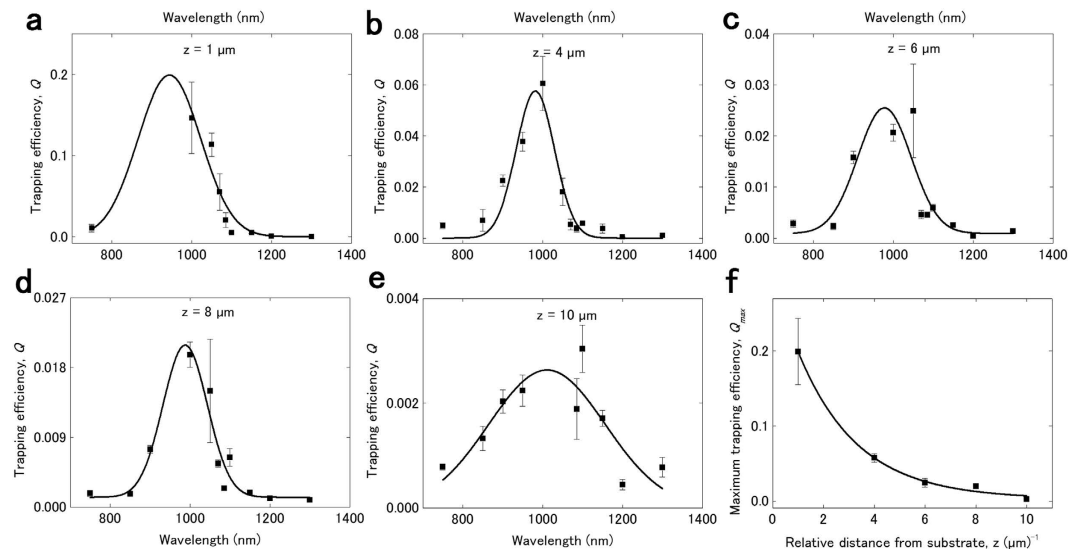 a
Wavelength (nm)
z = 1 μm
Trapping efficiency, Q
0.2
0.1
0.0
800 1000 1200 1400
b
Wavelength (nm)
z = 4 μm
Trapping efficiency, Q
0.08
0.06
0.04
0.02
0.00
800 1000 1200 1400
c
Wavelength (nm)
z = 6 μm
Trapping efficiency, Q
0.04
0.03
0.02
0.01
0.00
800 1000 1200 1400
d
z = 8 μm
Trapping efficiency, Q
0.027
0.018
0.009
0.000
800 1000 1200 1400
Wavelength (nm)
e
z = 10 μm
Trapping efficiency, Q
0.004
0.002
0.000
800 1000 1200 1400
Wavelength (nm)
f
Maximum trapping efficiency, Qmax
0.2
0.1
0.0
0 2 4 6 8 10
Relative distance from substrate, z (μm)⁻¹